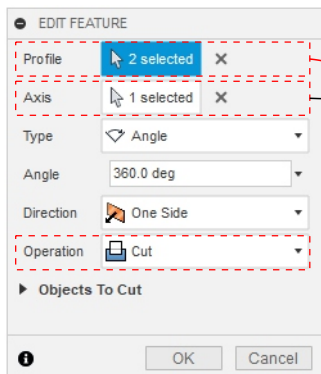 EDIT FEATURE
Profile 2 selected
Axis 1 selected
Type Angle
Angle 360.0 deg
Direction One Side
Operation Cut
Objects To Cut
OK Cancel